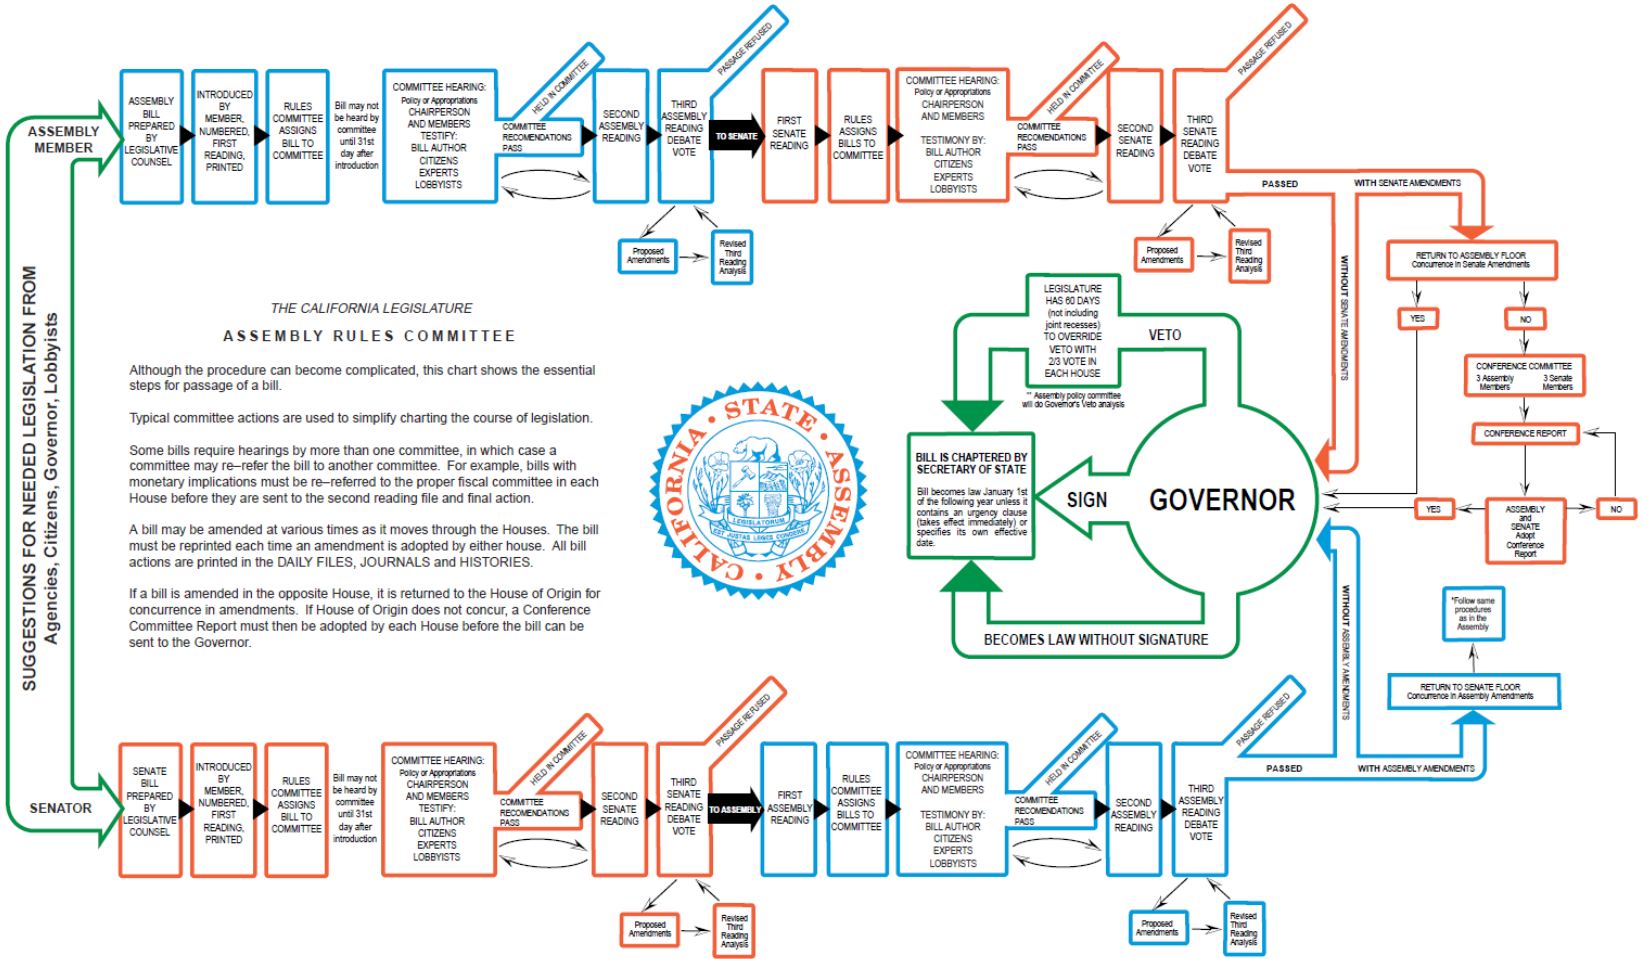 SUGGESTIONS FOR NEEDED LEGISLATION FROM
Agencies, Citizens, Governor, Lobbyists
ASSEMBLY
MEMBER
SENATOR
ASSEMBLY
BILL
PREPARED
BY
LEGISLATIVE
COUNSEL
INTRODUCED
BY
MEMBER,
NUMBERED,
FIRST
READING,
PRINTED
RULES
COMMITTEE
ASSIGNS
BILL TO
COMMITTEE
Bill may not
be heard by
committee
until 31st
day after
introduction
COMMITTEE HEARING:
Policy or Appropriations
CHAIRPERSON
AND MEMBERS
TESTIFY:
BILL AUTHOR
CITIZENS
EXPERTS
LOBBYISTS
HELD IN COMMITTEE
COMMITTEE
RECOMENDATIONS
PASS
SECOND
ASSEMBLY
READING
THIRD
ASSEMBLY
READING
DEBATE
VOTE
PASSAGE REFUSED
Proposed
Amendments
Revised
Third
Reading
Analysis
TO SENATE
FIRST
SENATE
READING
RULES
ASSIGNS
BILLS TO
COMMITTEE
COMMITTEE HEARING:
Policy or Appropriations
CHAIRPERSON
AND MEMBERS
TESTIMONY BY:
BILL AUTHOR
CITIZENS
EXPERTS
LOBBYISTS
HELD IN COMMITTEE
COMMITTEE
RECOMENDATIONS
PASS
SECOND
SENATE
READING
THIRD
SENATE
READING
DEBATE
VOTE
PASSAGE REFUSED
Proposed
Amendments
Revised
Third
Reading
Analysis
PASSED
WITH SENATE AMENDMENTS
WITHOUT SENATE AMENDMENTS
RETURN TO ASSEMBLY FLOOR
Concurrence in Senate Amendments
YES
NO
CONFERENCE COMMITTEE
3 Assembly Members
3 Senate Members
CONFERENCE REPORT
YES
ASSEMBLY
and
SENATE
Adopt
Conference
Report
NO
THE CALIFORNIA LEGISLATURE
ASSEMBLY RULES COMMITTEE
Although the procedure can become complicated, this chart shows the essential
steps for passage of a bill.
Typical committee actions are used to simplify charting the course of legislation.
Some bills require hearings by more than one committee, in which case a
committee may re–refer the bill to another committee. For example, bills with
monetary implications must be re–referred to the proper fiscal committee in each
House before they are sent to the second reading file and final action.
A bill may be amended at various times as it moves through the Houses. The bill
must be reprinted each time an amendment is adopted by either house. All bill
actions are printed in the DAILY FILES, JOURNALS and HISTORIES.
If a bill is amended in the opposite House, it is returned to the House of Origin for
concurrence in amendments. If House of Origin does not concur, a Conference
Committee Report must then be adopted by each House before the bill can be
sent to the Governor.
CALIFORNIA • STATE • ASSEMBLY •
LEGISLATORUM
EST JUSTAS LEGES CONDERE
LEGISLATURE
HAS 60 DAYS
(not including
joint recesses)
TO OVERRIDE
VETO WITH
2/3 VOTE IN
EACH HOUSE
VETO
** Assembly policy committee
will do Governor's Veto analysis
BILL IS CHAPTERED BY
SECRETARY OF STATE
Bill becomes law January 1st
of the following year unless it
contains an urgency clause
(takes effect immediately) or
specifies its own effective
date.
SIGN
GOVERNOR
BECOMES LAW WITHOUT SIGNATURE
WITHOUT ASSEMBLY AMENDMENTS
*Follow same
procedures
as in the
Assembly
RETURN TO SENATE FLOOR
Concurrency in Assembly Amendments
SENATE
BILL
PREPARED
BY
LEGISLATIVE
COUNSEL
INTRODUCED
BY
MEMBER,
NUMBERED,
FIRST
READING,
PRINTED
RULES
COMMITTEE
ASSIGNS
BILL TO
COMMITTEE
Bill may not
be heard by
committee
until 31st
day after
introduction
COMMITTEE HEARING:
Policy or Appropriations
CHAIRPERSON
AND MEMBERS
TESTIFY:
BILL AUTHOR
CITIZENS
EXPERTS
LOBBYISTS
HELD IN COMMITTEE
COMMITTEE
RECOMENDATIONS
PASS
SECOND
SENATE
READING
THIRD
SENATE
READING
DEBATE
VOTE
PASSAGE REFUSED
Proposed
Amendments
Revised
Third
Reading
Analysis
TO ASSEMBLY
FIRST
ASSEMBLY
READING
RULES
COMMITTEE
ASSIGNS
BILLS TO
COMMITTEE
COMMITTEE HEARING:
Policy or Appropriations
CHAIRPERSON
AND MEMBERS
TESTIMONY BY:
BILL AUTHOR
CITIZENS
EXPERTS
LOBBYISTS
HELD IN COMMITTEE
COMMITTEE
RECOMENDATIONS
PASS
SECOND
ASSEMBLY
READING
THIRD
ASSEMBLY
READING
DEBATE
VOTE
PASSAGE REFUSED
Proposed
Amendments
Revised
Third
Reading
Analysis
PASSED
WITH ASSEMBLY AMENDMENTS